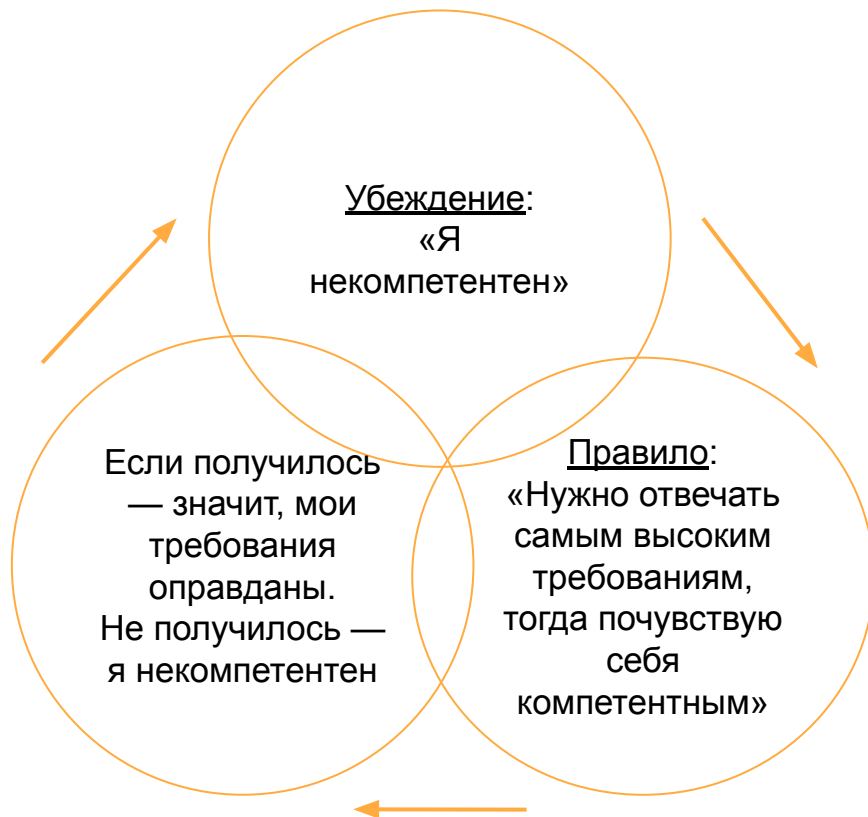 Убеждение:
«Я
некомпетентен»
Если получилось
— значит, мои
требования
оправданы.
Не получилось —
я некомпетентен
Правило:
«Нужно отвечать
самым высоким
требованиям,
тогда почувствую
себя
компетентным»